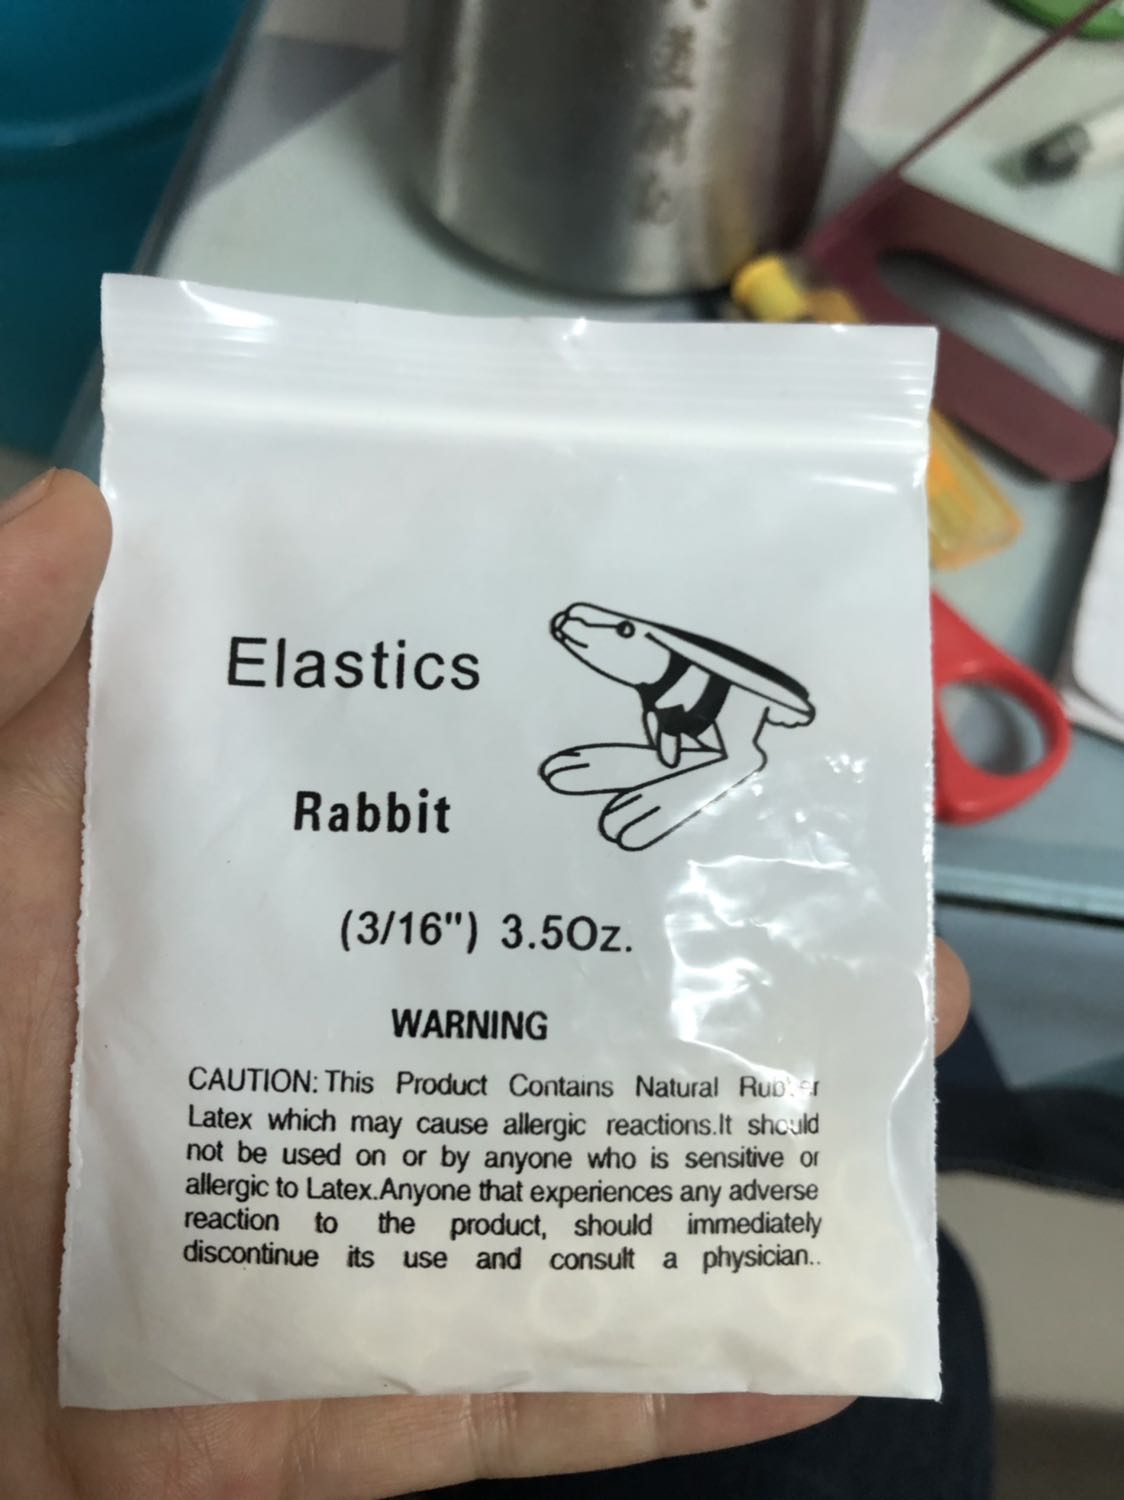 Elastics
Rabbit
(3/16") 3.5Oz.
WARNING
CAUTION: This Product Contains Natural Rubber
Latex which may cause allergic reactions.It should
not be used on or by anyone who is sensitive or
allergic to Latex.Anyone that experiences any adverse
reaction to the product, should immediately
discontinue its use and consult a physician..